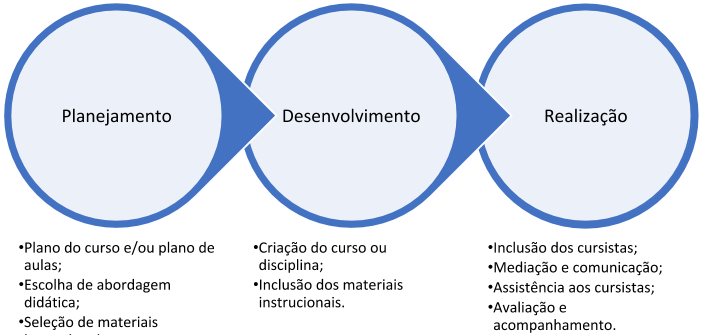 Planejamento
Desenvolvimento
Realização
•Plano do curso e/ou plano de
aulas;
•Escolha de abordagem
didática;
•Seleção de materiais
•Criação do curso ou
disciplina;
•Inclusão dos materiais
instrucionais.
•Inclusão dos cursistas;
•Mediação e comunicação;
•Assistência aos cursistas;
•Avaliação e
acompanhamento.